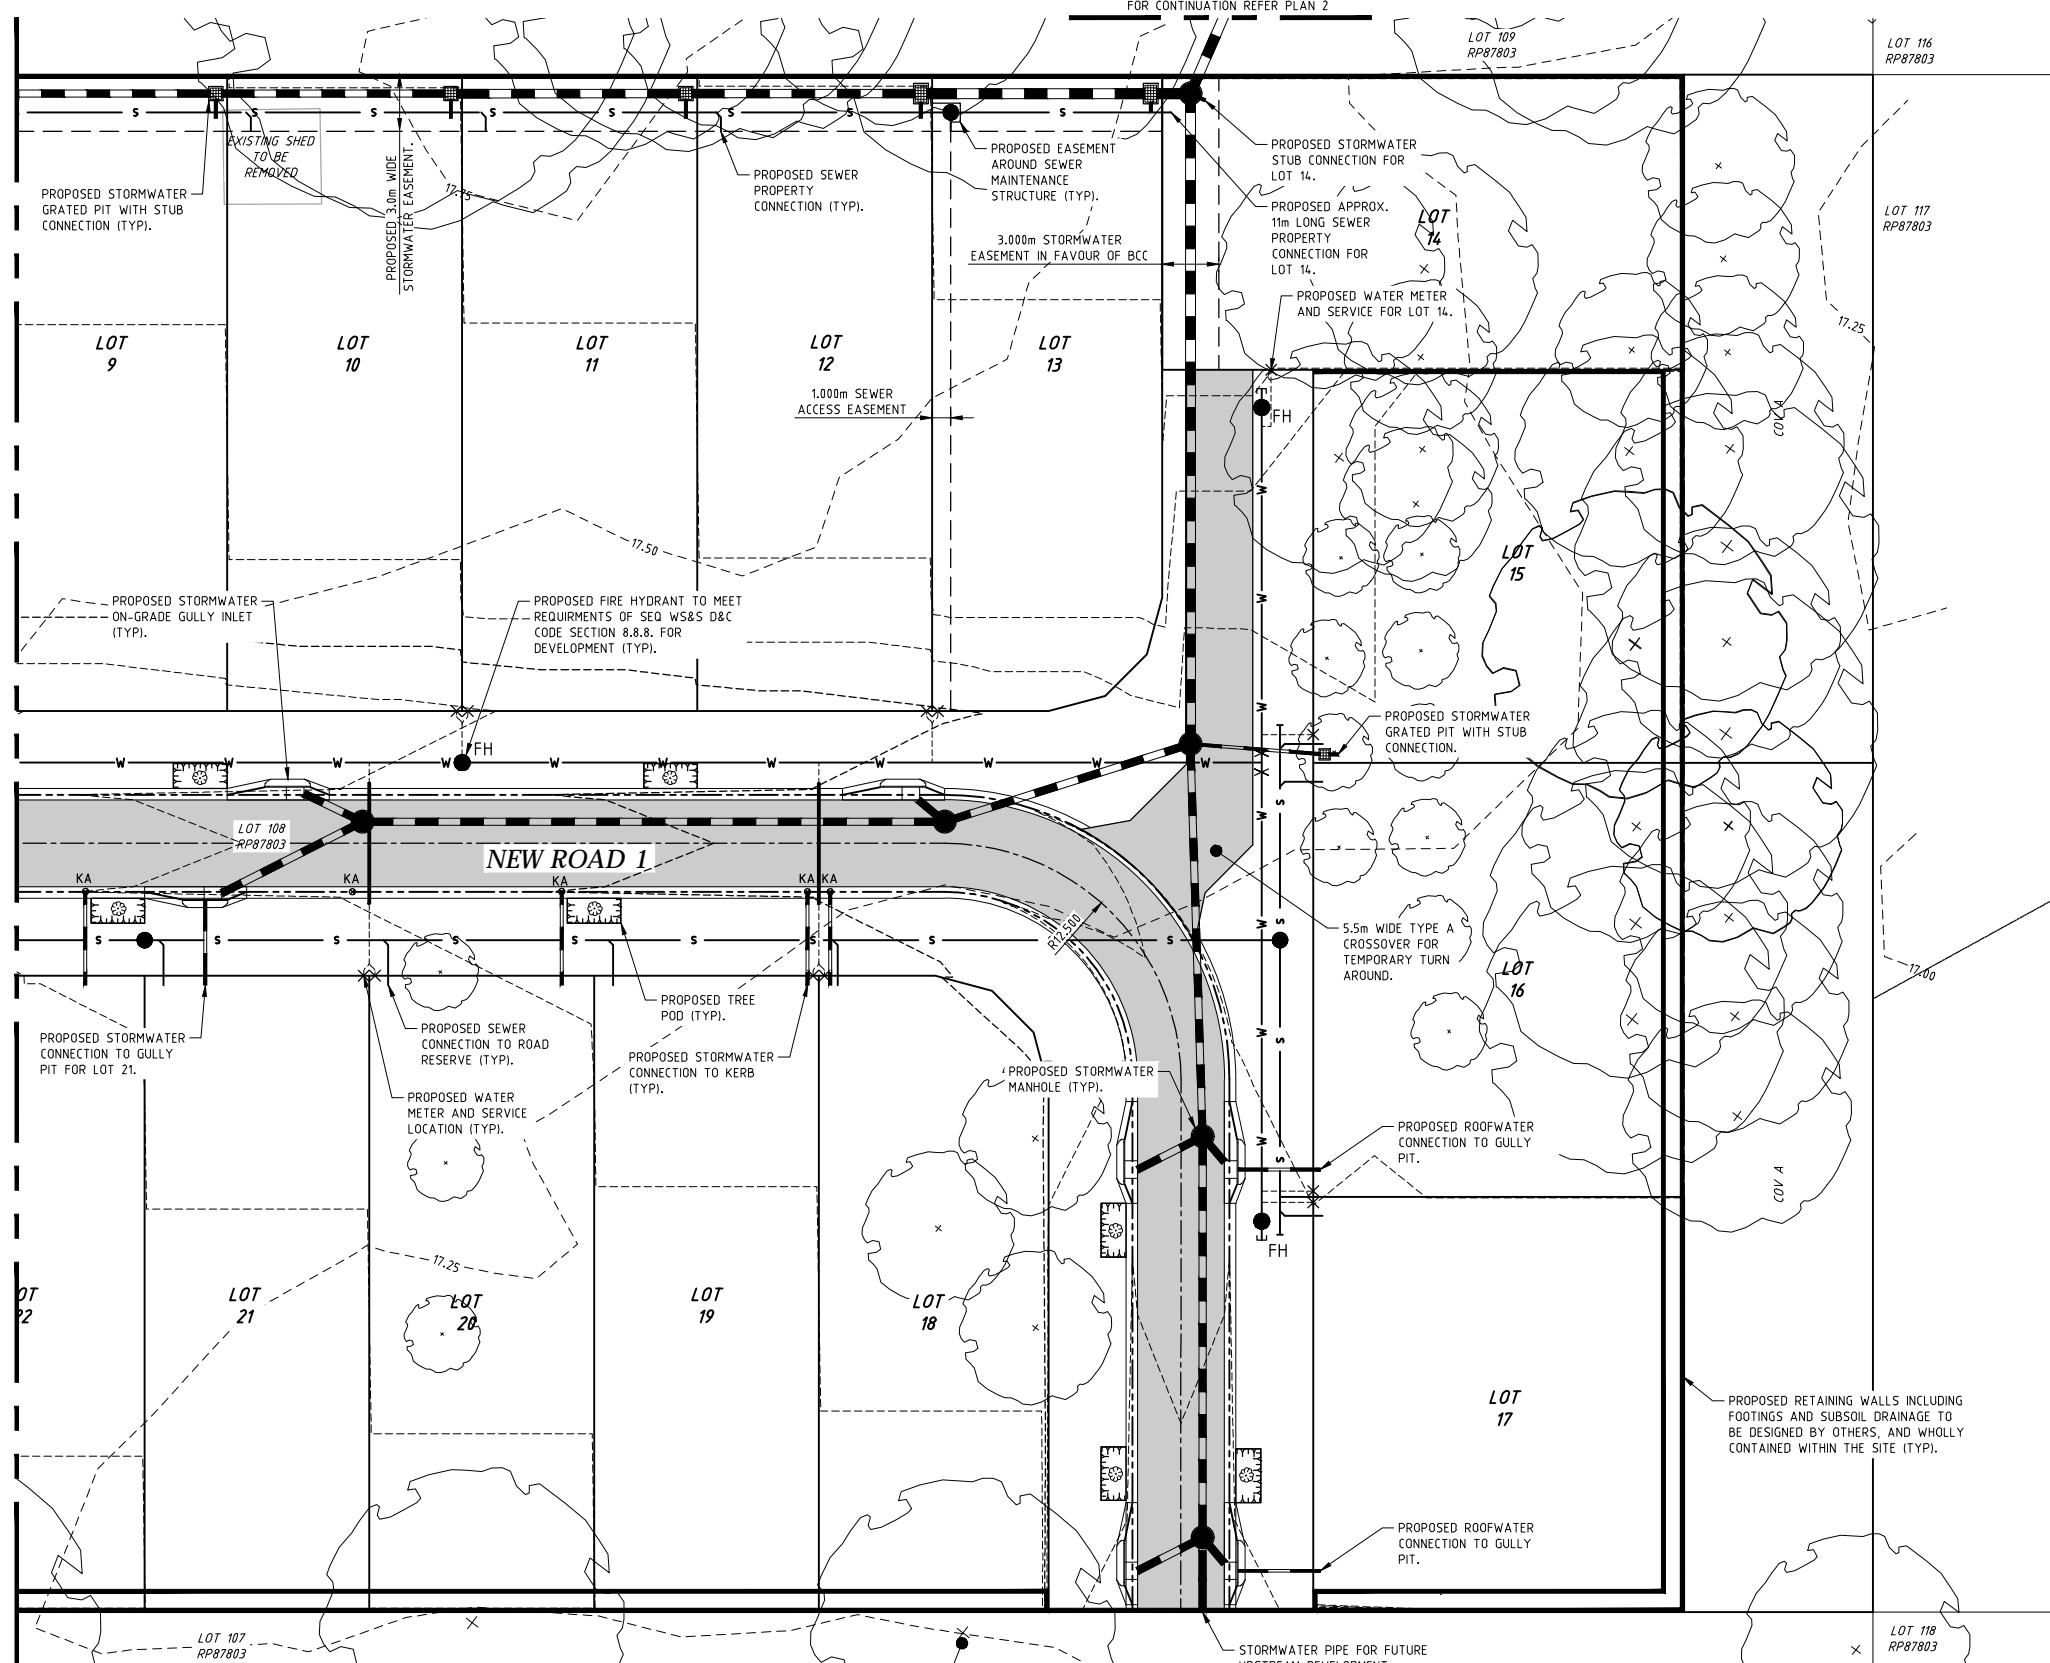 FOR CONTINUATION REFER PLAN 2
LOT 109
RP87803
LOT 116
RP87803
S
S
S
S
S
S
S
S
EXISTING SHED
TO BE
REMOVED
PROPOSED 3.0m WIDE
STORMWATER EASEMENT.
PROPOSED STORMWATER
GRATED PIT WITH STUB
CONNECTION (TYP).
17.25
PROPOSED SEWER
PROPERTY
CONNECTION (TYP).
PROPOSED EASEMENT
AROUND SEWER
MAINTENANCE
STRUCTURE (TYP).
PROPOSED STORMWATER
STUB CONNECTION FOR
LOT 14.
PROPOSED APPROX.
11m LONG SEWER
PROPERTY
CONNECTION FOR
LOT 14.
LOT
14
LOT 117
RP87803
3.000m STORMWATER
EASEMENT IN FAVOUR OF BCC
PROPOSED WATER METER
AND SERVICE FOR LOT 14.
17.25
LOT
9
LOT
10
LOT
11
LOT
12
LOT
13
1.000m SEWER
ACCESS EASEMENT
FH
COV A
W
W
W
W
W
W
W
17.50
LOT
15
PROPOSED STORMWATER
ON-GRADE GULLY INLET
(TYP).
PROPOSED FIRE HYDRANT TO MEET
REQUIRMENTS OF SEQ WS&S D&C
CODE SECTION 8.8.8. FOR
DEVELOPMENT (TYP).
PROPOSED STORMWATER
GRATED PIT WITH STUB
CONNECTION.
FH
W
W
W
W
W
W
W
W
W
W
W
LOT 108
RP87803
NEW ROAD 1
KA
KA
KA
KA
KA
S
S
S
S
S
S
S
S
S
S
S
S
S
S
R12.500
5.5m WIDE TYPE A
CROSSOVER FOR
TEMPORARY TURN
AROUND.
LOT
16
17.00
PROPOSED STORMWATER
CONNECTION TO GULLY
PIT FOR LOT 21.
PROPOSED SEWER
CONNECTION TO ROAD
RESERVE (TYP).
PROPOSED TREE
POD (TYP).
PROPOSED STORMWATER
CONNECTION TO KERB
(TYP).
PROPOSED WATER
METER AND SERVICE
LOCATION (TYP).
PROPOSED STORMWATER
MANHOLE (TYP).
PROPOSED ROOFWATER
CONNECTION TO GULLY
PIT.
COV A
FH
17.25
LOT
21
LOT
20
LOT
19
LOT
18
LOT
17
PROPOSED RETAINING WALLS INCLUDING
FOOTINGS AND SUBSOIL DRAINAGE TO
BE DESIGNED BY OTHERS, AND WHOLLY
CONTAINED WITHIN THE SITE (TYP).
PROPOSED ROOFWATER
CONNECTION TO GULLY
PIT.
LOT 107
RP87803
LOT 118
RP87803
STORMWATER PIPE FOR FUTURE